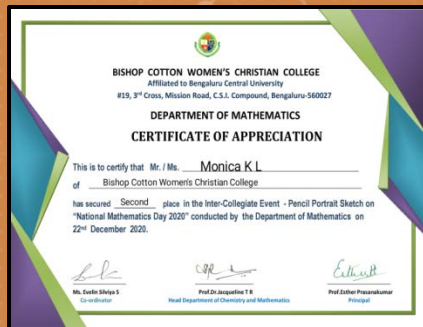 BISHOP COTTON WOMEN'S CHRISTIAN COLLEGE
Affiliated to Bengaluru Central University
#19, 3rd Cross, Mission Road, C.S.I. Compound, Bengaluru-560027
DEPARTMENT OF MATHEMATICS
CERTIFICATE OF APPRECIATION
This is to certify that Mr. / Ms. Monica K L
of Bishop Cotton Women's Christian College
has secured Second place in the Inter-Collegiate Event - Pencil Portrait Sketch on
"National Mathematics Day 2020" conducted by the Department of Mathematics on
22nd December 2020.
Ms. Evelin Silviya S Prof.Dr.Jacqueline T R Prof.Esther Prasanakumar
Co-ordinator Head Department of Chemistry and Mathematics Principal